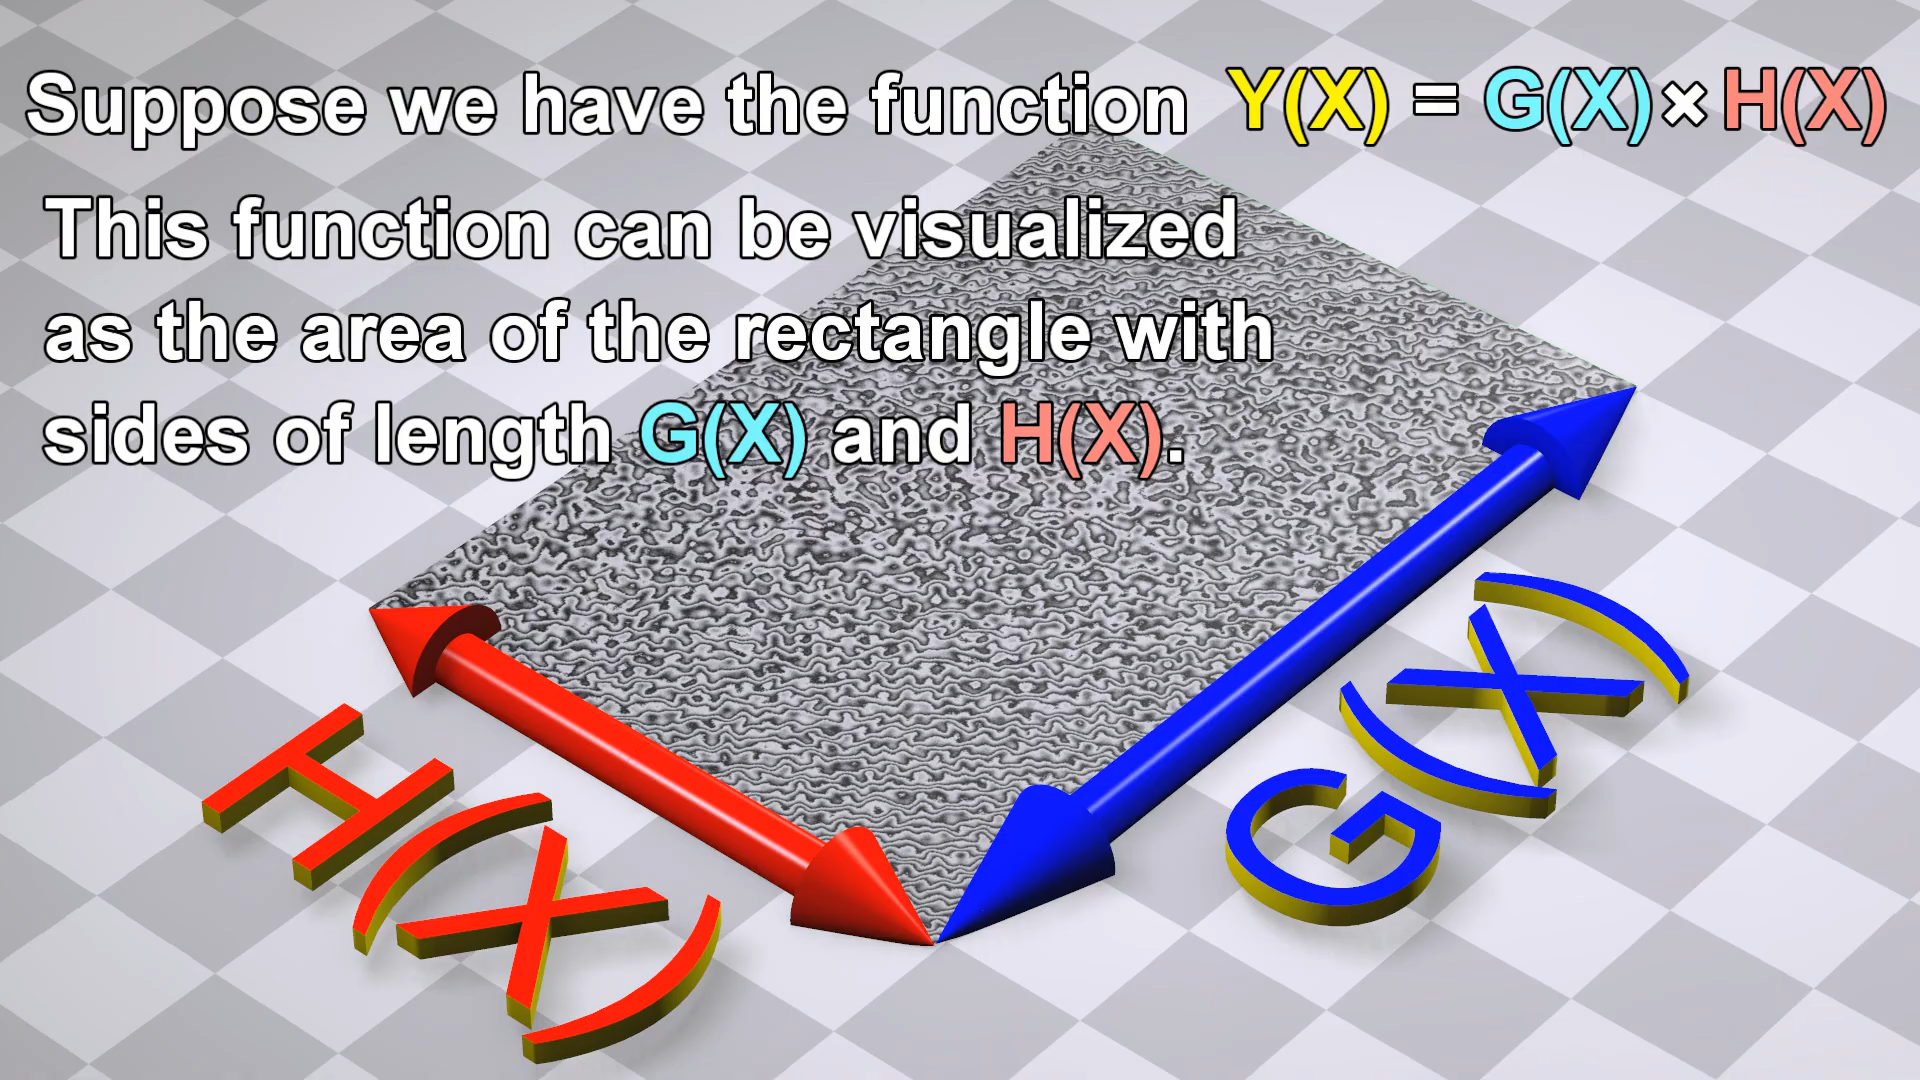 Suppose we have the function Y(X) = G(X) × H(X)
This function can be visualized
as the area of the rectangle with
sides of length G(X) and H(X).
H(X)
G(X)